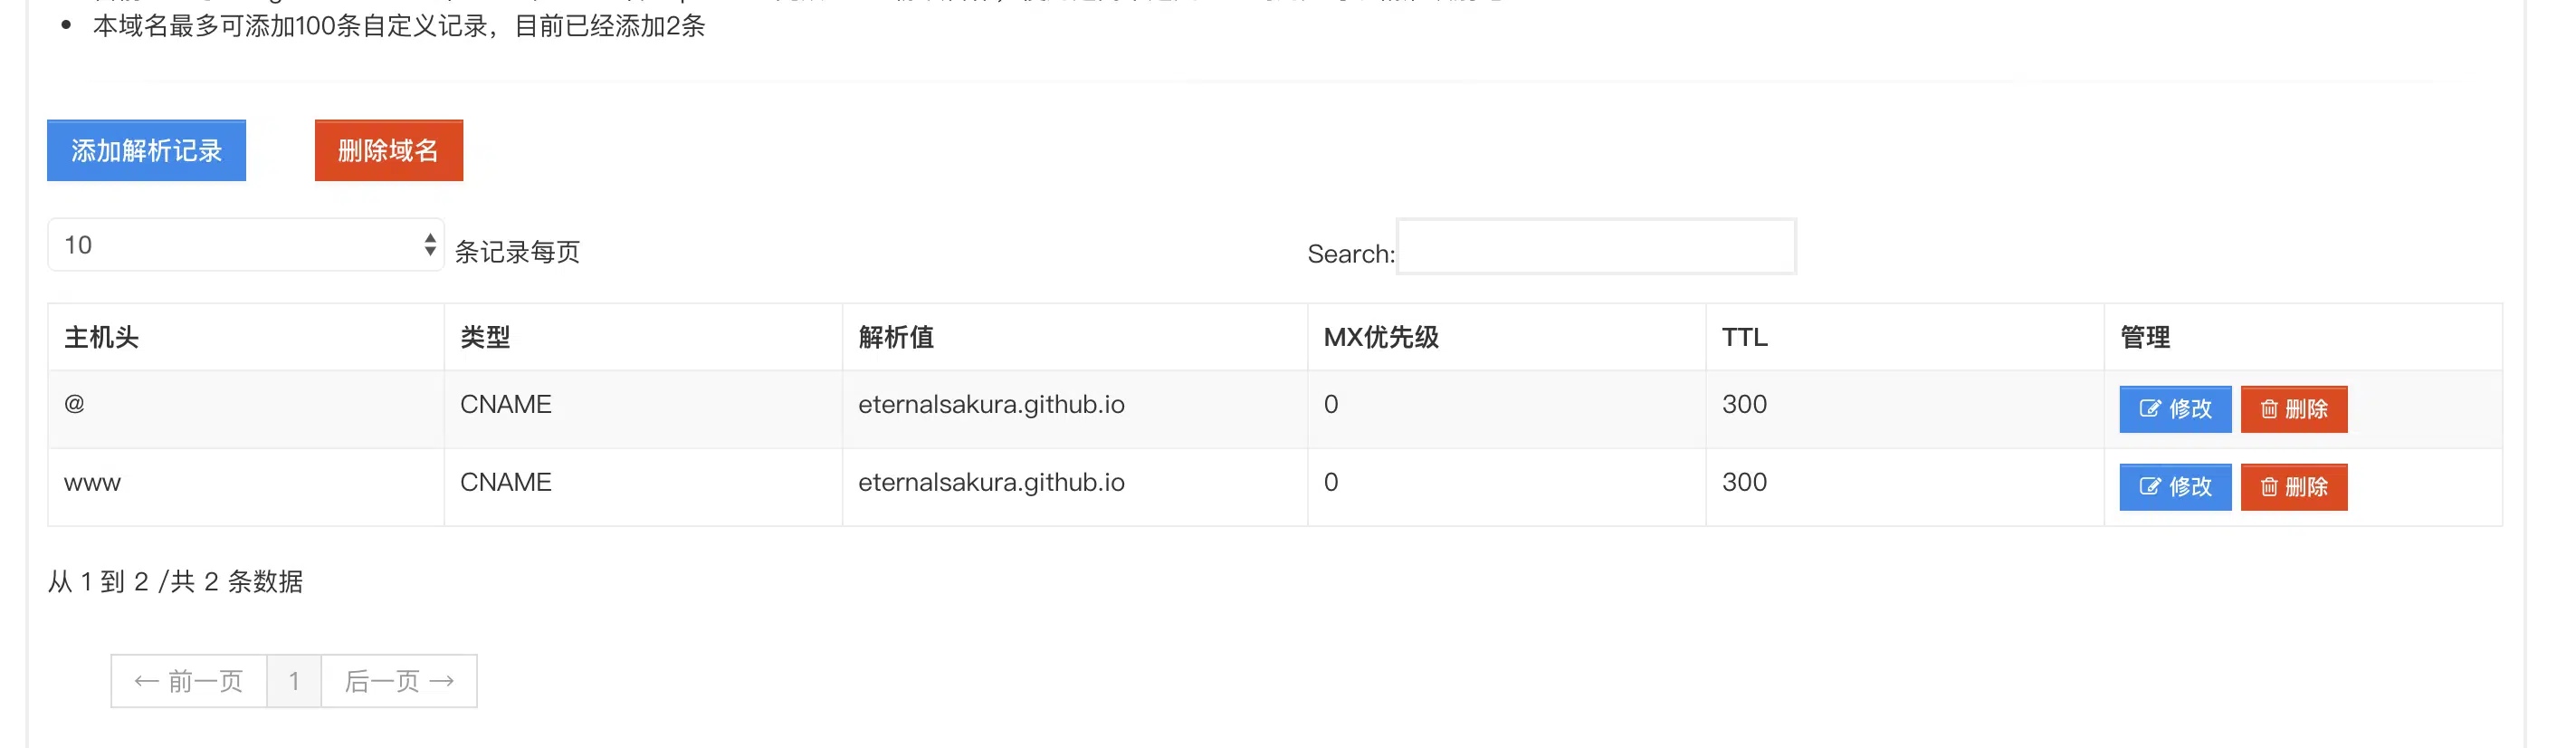 本域名最多可添加100条自定义记录，目前已经添加2条
添加解析记录 删除域名
10 条记录每页 Search:
主机头 类型 解析值 MX优先级 TTL 管理
@ CNAME eternalsakura.github.io 0 300 修改 删除
www CNAME eternalsakura.github.io 0 300 修改 删除
从 1 到 2 /共 2 条数据
← 前一页 1 后一页 →